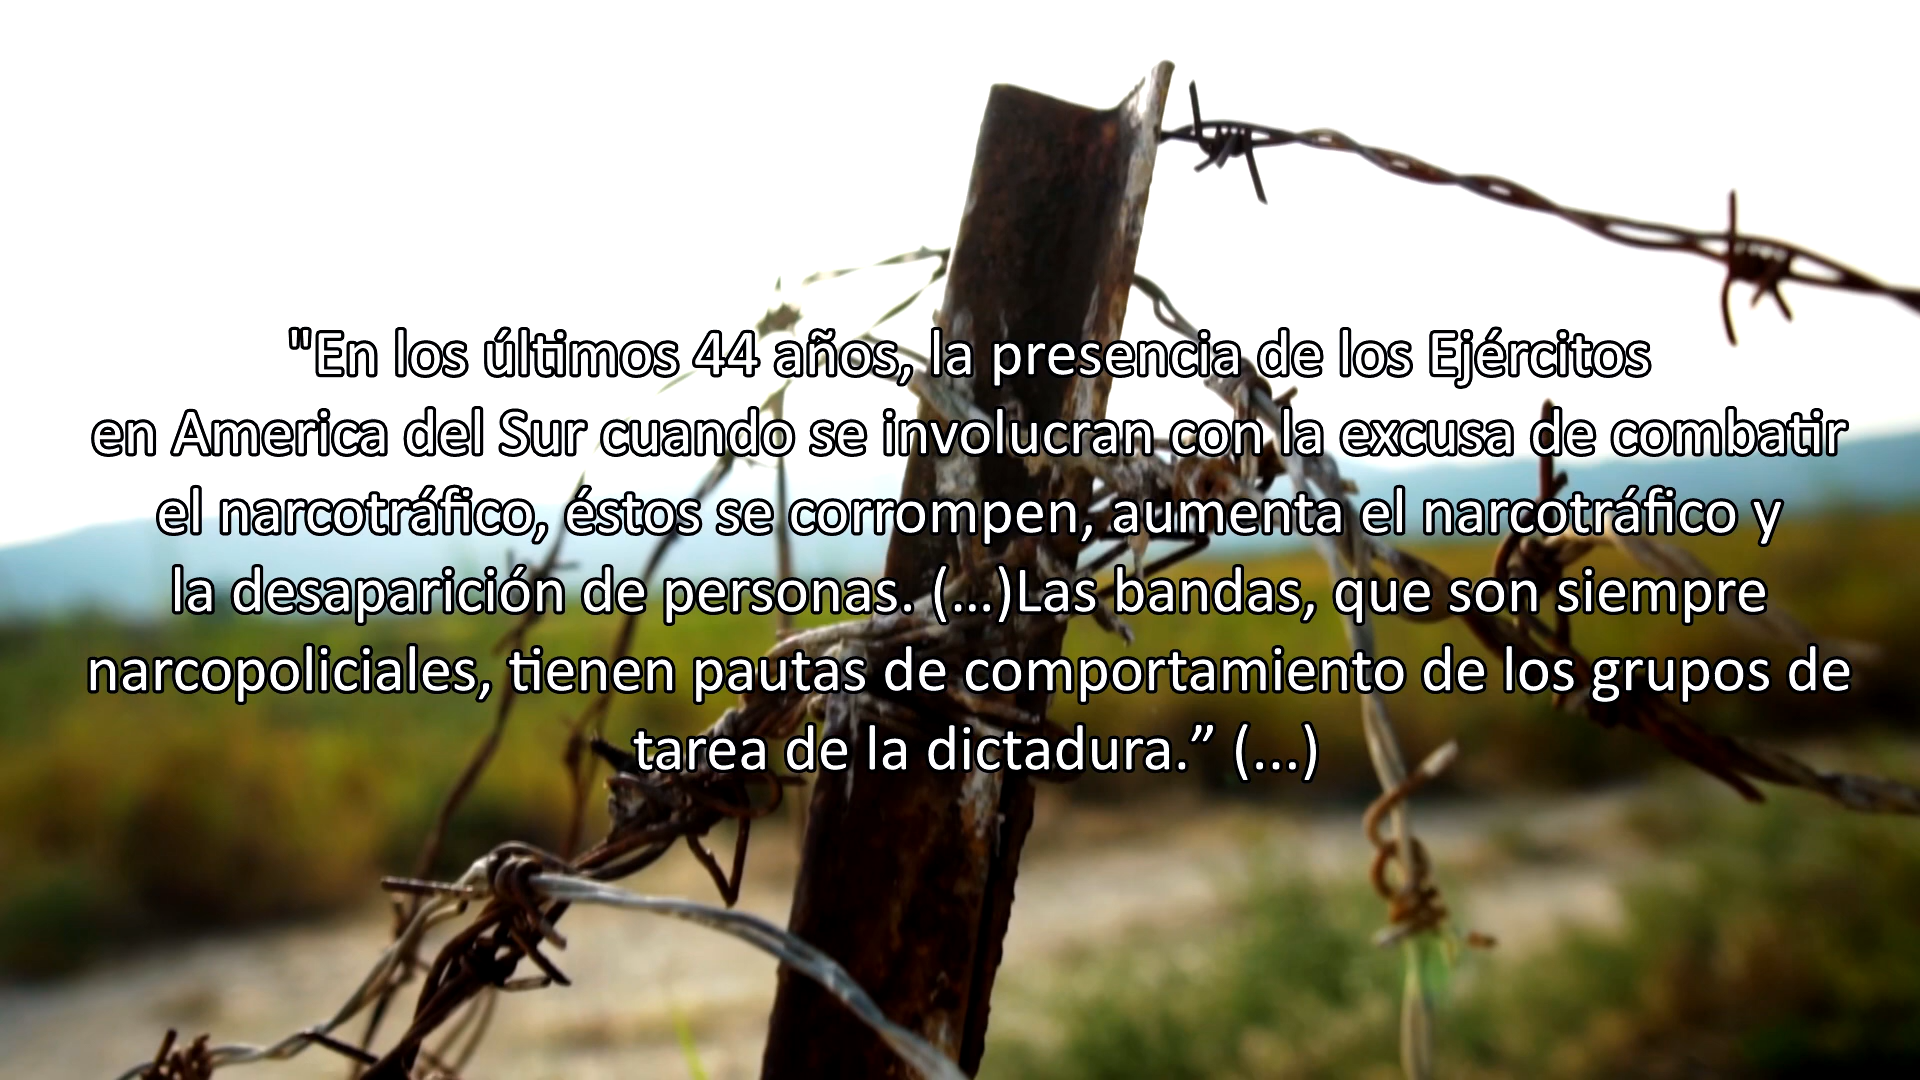 "En los últimos 44 años, la presencia de los Ejércitos
en America del Sur cuando se involucran con la excusa de combatir
el narcotráfico, éstos se corrompen, aumenta el narcotráfico y
la desaparición de personas. (...)Las bandas, que son siempre
narcopoliciales, tienen pautas de comportamiento de los grupos de
tarea de la dictadura.” (...)